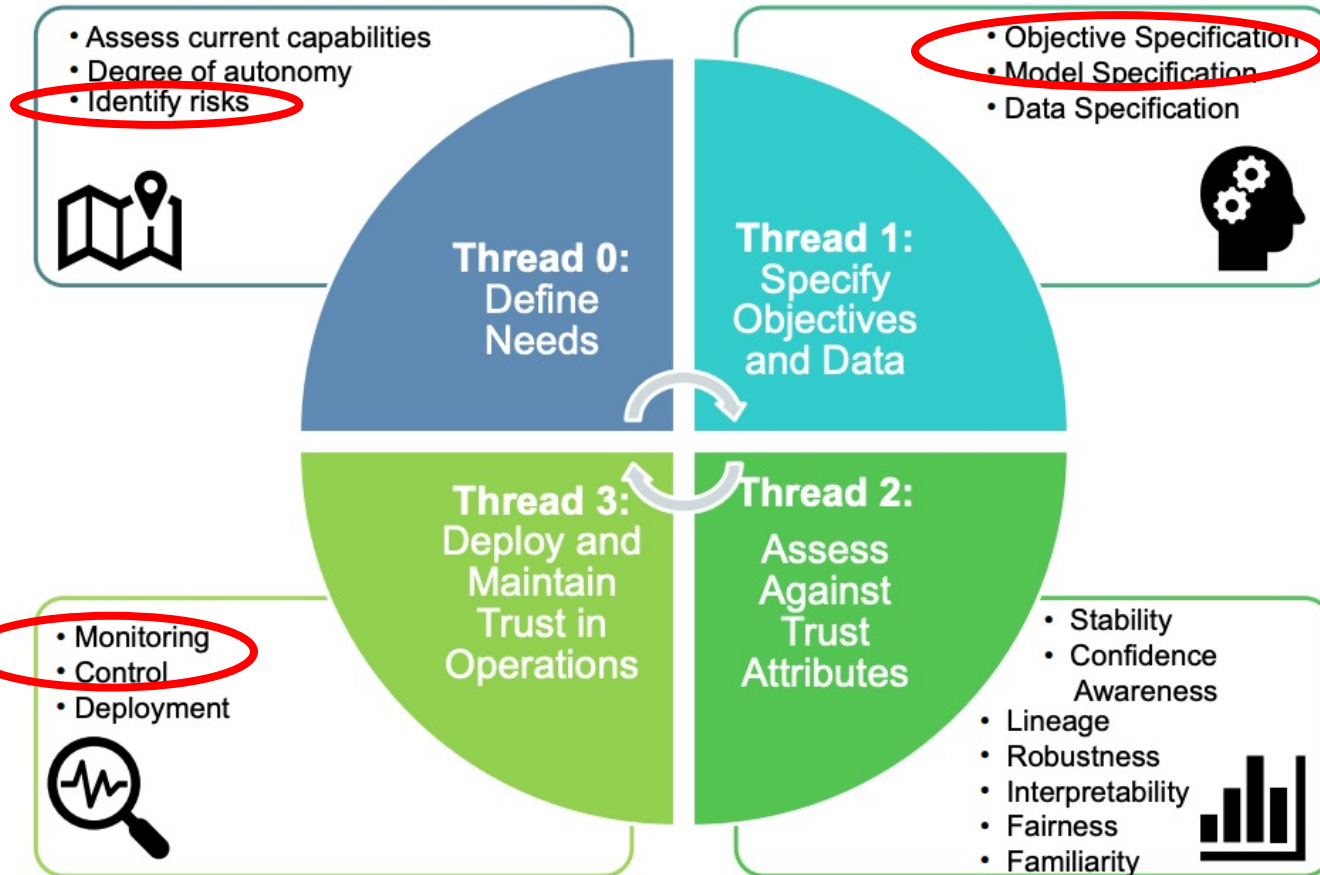 • Assess current capabilities
• Degree of autonomy
• Identify risks
Thread 0:
Define
Needs
• Objective Specification
• Model Specification
• Data Specification
Thread 1:
Specify
Objectives
and Data
Thread 3:
Deploy and
Maintain
Trust in
Operations
• Monitoring
• Control
• Deployment
Thread 2:
Assess
Against
Trust
Attributes
• Stability
• Confidence
Awareness
• Lineage
• Robustness
• Interpretability
• Fairness
• Familiarity